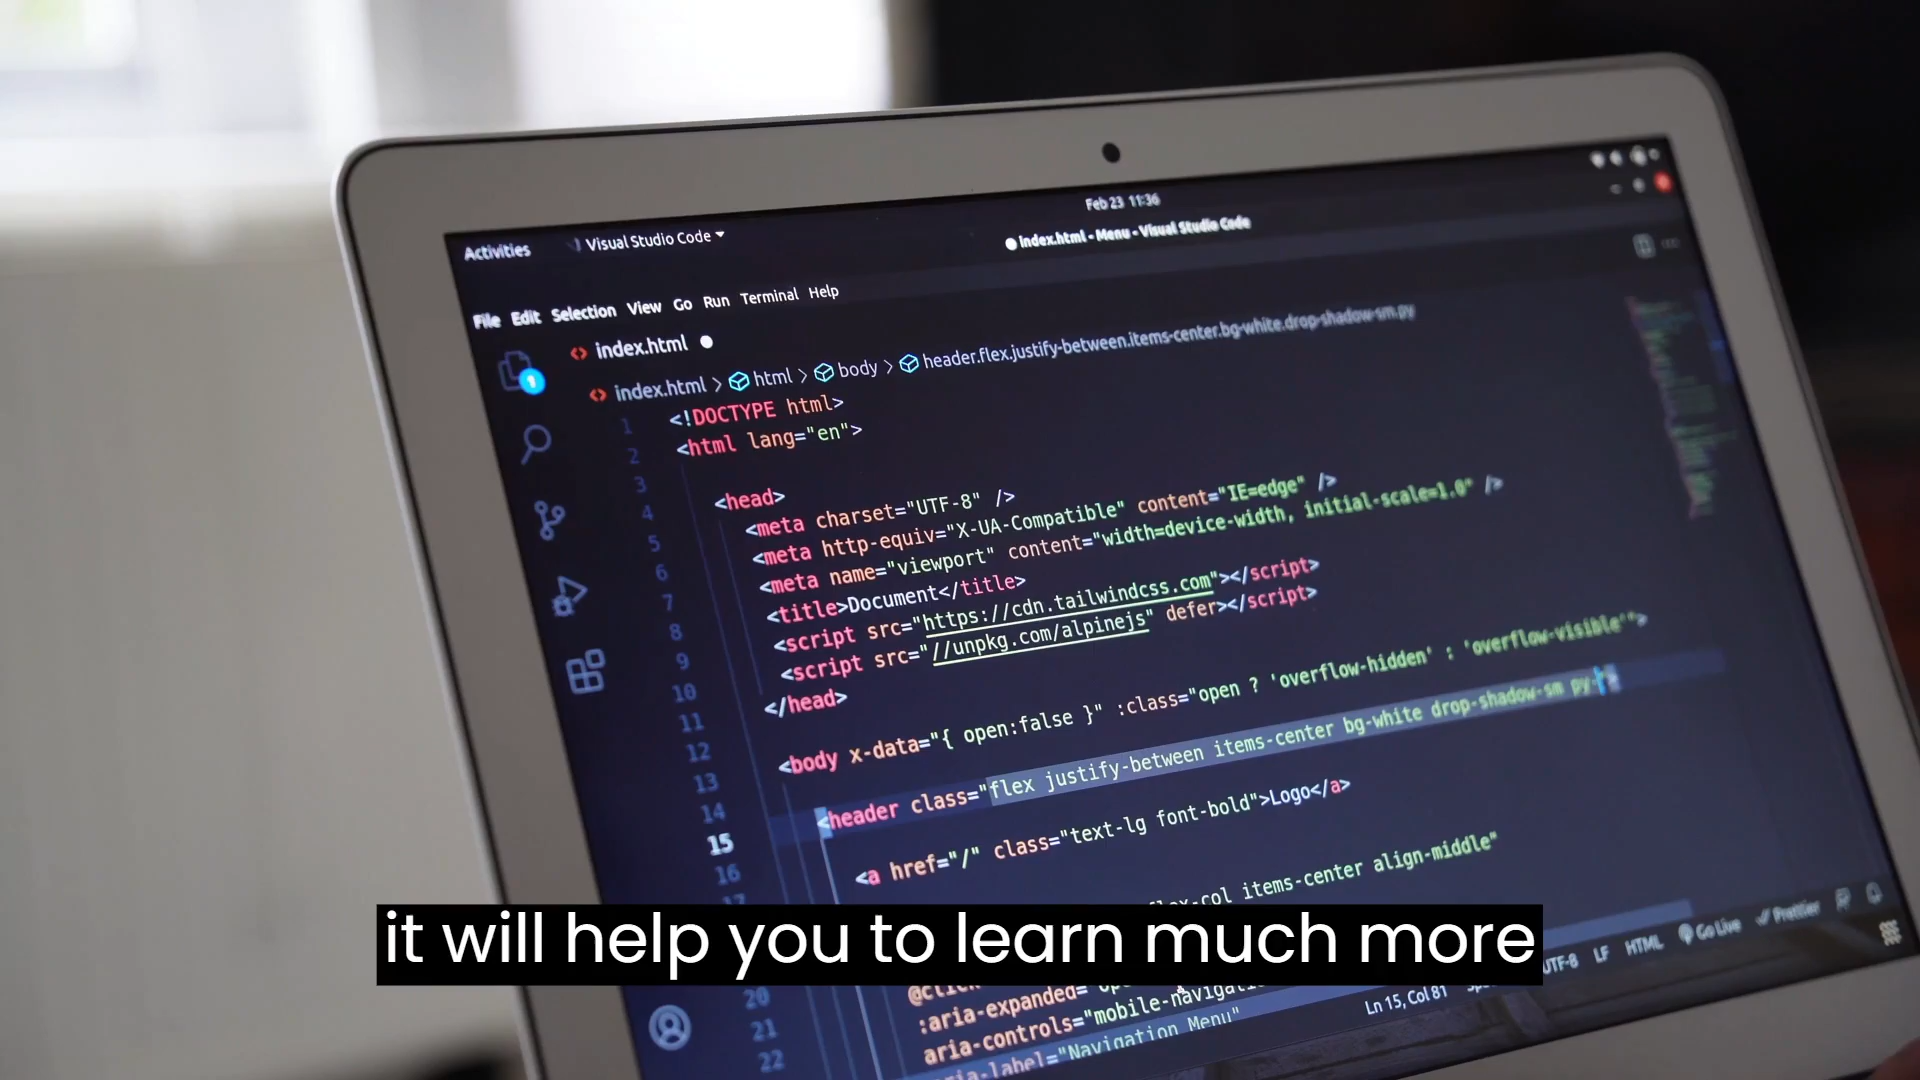 Feb 23 11:36
Activities
Visual Studio Code
index.html - Menu - Visual Studio Code
File Edit Selection View Go Run Terminal Help
index.html
index.html > html > body > header.flex.justify-between.items-center.bg-white.drop-shadow-sm.py
1 <!DOCTYPE html>
2 <html lang="en">
3
4 <head>
5 <meta charset="UTF-8" />
6 <meta http-equiv="X-UA-Compatible" content="IE=edge" />
7 <meta name="viewport" content="width=device-width, initial-scale=1.0" />
8 <title>Document</title>
9 <script src="https://cdn.tailwindcss.com"></script>
10 <script src="//unpkg.com/alpinejs" defer></script>
11 </head>
12
13 <body x-data="{ open:false }" :class="open ? 'overflow-hidden' : 'overflow-visible'">
14
15 <header class="flex justify-between items-center bg-white drop-shadow-sm py-">
16
17 <a href="/" class="text-lg font-bold">Logo</a>
items-center align-middle"
it will help you to learn much more
20 @click
21 :aria-expanded=
22 aria-controls="mobile-navigati
aria-label="Navigation Menu"
Ln 15, Col 81
UTF-8 LF HTML Go Live Prettier